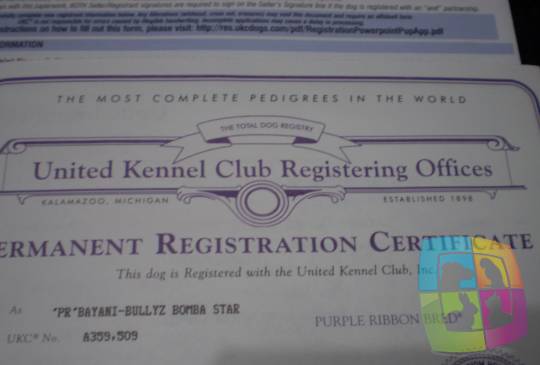 with this paperwork, BOTH Seller/Registrant signatures are required to sign on the Seller's Signature line if the dog is registered with an "and" partnership.
instructions on how to fill out this form, please visit: http://res.ukcdogs.com/pdf/RegistrationPowerpointPupApp.pdf
ORMATION
THE MOST COMPLETE PEDIGREES IN THE WORLD
THE TOTAL DOG REGISTRY
United Kennel Club Registering Offices
KALAMAZOO, MICHIGAN
ESTABLISHED 1898
ERMANENT REGISTRATION CERTIFICATE
This dog is Registered with the United Kennel Club, Inc.
As 'PR'BAYANI-BULLYZ BOMBA STAR
PURPLE RIBBON BRED®
UKC® No. A359,509